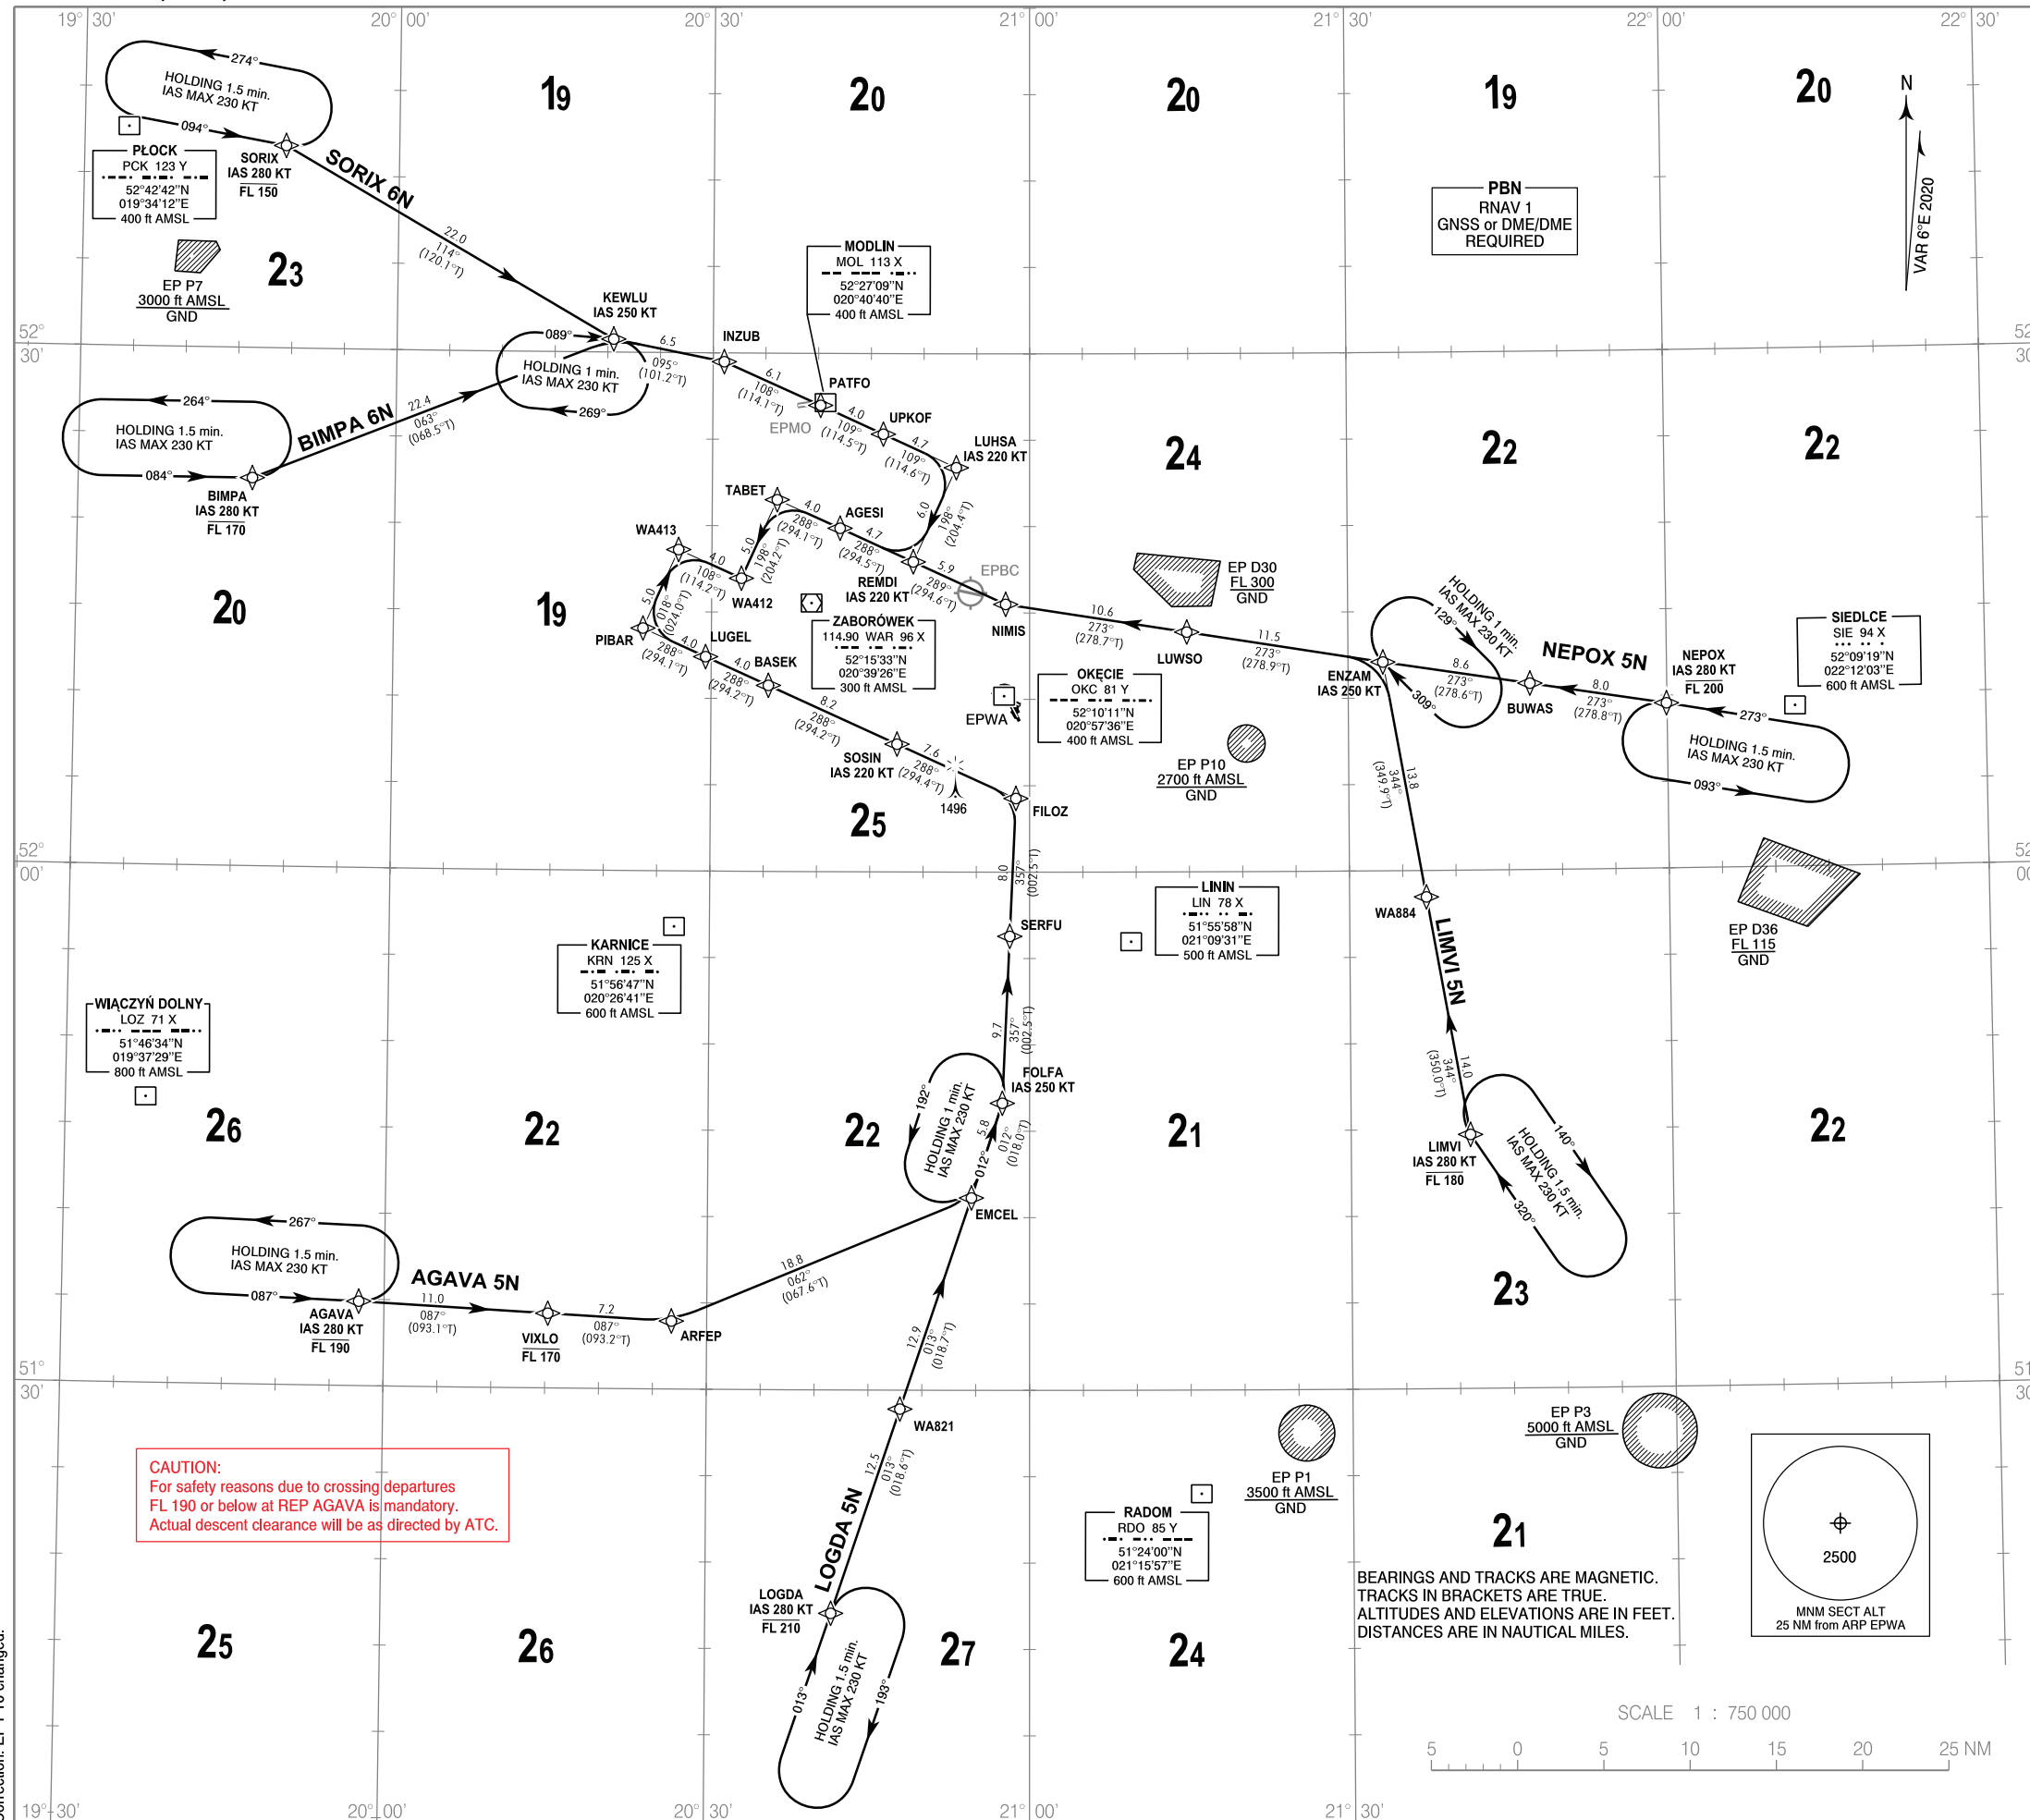 19°30'
20°00'
20°30'
21°00'
21°30'
22°00'
22°30'
274°
HOLDING 1.5 min.
IAS MAX 230 KT
094°
19
20
20
19
20
N
VAR 6°E 2020
PŁOCK
PCK 123 Y
52°42'42"N
019°34'12"E
400 ft AMSL
SORIX
IAS 280 KT
FL 150
SORIX 6N
22.0
114°
(120.1°T)
PBN
RNAV 1
GNSS or DME/DME
REQUIRED
EP P7
3000 ft AMSL
GND
23
MODLIN
MOL 113 X
52°27'09"N
020°40'40"E
400 ft AMSL
52°
30'
KEWLU
IAS 250 KT
089°
HOLDING 1 min.
IAS MAX 230 KT
269°
6.5
095°
(101.2°T)
INZUB
6.1
108°
(114.1°T)
PATFO
EPMO
4.0
109°
(114.5°T)
UPKOF
4.7
109°
(114.6°T)
LUHSA
IAS 220 KT
264°
HOLDING 1.5 min.
IAS MAX 230 KT
084°
BIMPA 6N
22.4
063°
(068.5°T)
BIMPA
IAS 280 KT
FL 170
24
22
22
6.0
198°
(204.4°T)
TABET
4.0
288°
(294.1°T)
AGESI
4.7
288°
(294.5°T)
REMDI
IAS 220 KT
5.9
289°
(294.6°T)
EPBC
NIMIS
WA413
4.0
108°
(114.2°T)
WA412
5.0
198°
(204.2°T)
5.0
018°
(024.0°T)
PIBAR
4.0
288°
(294.1°T)
LUGEL
4.0
288°
(294.2°T)
BASEK
8.2
288°
(294.2°T)
SOSIN
IAS 220 KT
7.6
288°
(294.4°T)
1496
FILOZ
20
19
ZABORÓWEK
114.90 WAR 96 X
52°15'33"N
020°39'26"E
300 ft AMSL
EP D30
FL 300
GND
10.6
273°
(278.7°T)
LUWSO
11.5
273°
(278.9°T)
ENZAM
IAS 250 KT
HOLDING 1 min.
IAS MAX 230 KT
129°
309°
8.6
273°
(278.6°T)
BUWAS
NEPOX 5N
8.0
273°
(278.8°T)
NEPOX
IAS 280 KT
FL 200
SIEDLCE
SIE 94 X
52°09'19"N
022°12'03"E
600 ft AMSL
273°
HOLDING 1.5 min.
IAS MAX 230 KT
093°
EPWA
OKĘCIE
OKC 81 Y
52°10'11"N
020°57'36"E
400 ft AMSL
EP P10
2700 ft AMSL
GND
13.8
344°
(349.9°T)
25
52°
00'
8.0
357°
(002.5°T)
SERFU
LININ
LIN 78 X
51°55'58"N
021°09'31"E
500 ft AMSL
WA884
EP D36
FL 115
GND
KARNICE
KRN 125 X
51°56'47"N
020°26'41"E
600 ft AMSL
LIMVI 5N
14.0
344°
(350.0°T)
WIĄCZYŃ DOLNY
LOZ 71 X
51°46'34"N
019°37'29"E
800 ft AMSL
9.7
357°
(002.5°T)
FOLFA
IAS 250 KT
192°
HOLDING 1 min.
IAS MAX 230 KT
012°
5.8
012°
(018.0°T)
EMCEL
26
22
22
21
22
LIMVI
IAS 280 KT
FL 180
140°
HOLDING 1.5 min.
IAS MAX 230 KT
320°
267°
HOLDING 1.5 min.
IAS MAX 230 KT
087°
AGAVA
IAS 280 KT
FL 190
AGAVA 5N
11.0
087°
(093.1°T)
VIXLO
FL 170
7.2
087°
(093.2°T)
ARFEP
18.8
062°
(067.6°T)
23
51°
30'
12.9
013°
(018.7°T)
WA821
12.5
013°
(018.6°T)
LOGDA 5N
EP P1
3500 ft AMSL
GND
EP P3
5000 ft AMSL
GND
CAUTION:
For safety reasons due to crossing departures
FL 190 or below at REP AGAVA is mandatory.
Actual descent clearance will be as directed by ATC.
RADOM
RDO 85 Y
51°24'00"N
021°15'57"E
600 ft AMSL
21
2500
MNM SECT ALT
25 NM from ARP EPWA
BEARINGS AND TRACKS ARE MAGNETIC.
TRACKS IN BRACKETS ARE TRUE.
ALTITUDES AND ELEVATIONS ARE IN FEET.
DISTANCES ARE IN NAUTICAL MILES.
LOGDA
IAS 280 KT
FL 210
013°
HOLDING 1.5 min.
IAS MAX 230 KT
193°
25
26
27
24
SCALE 1 : 750 000
5 0 5 10 15 20 25 NM
19°30'
20°00'
20°30'
21°00'
21°30'